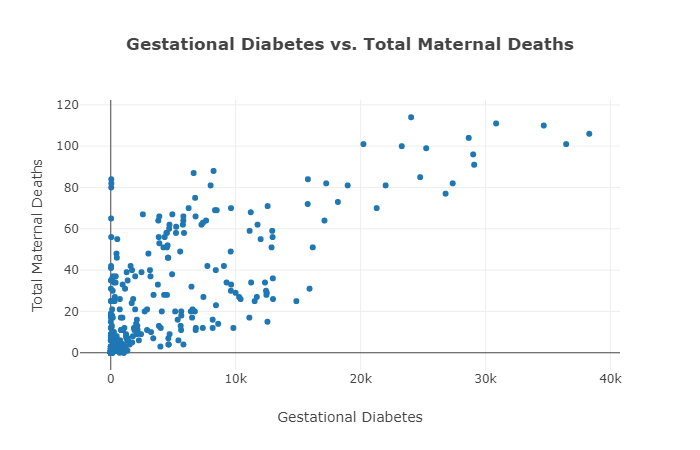 Gestational Diabetes vs. Total Maternal Deaths
120
100
80
60
40
20
0
Total Maternal Deaths
0 10k 20k 30k 40k
Gestational Diabetes